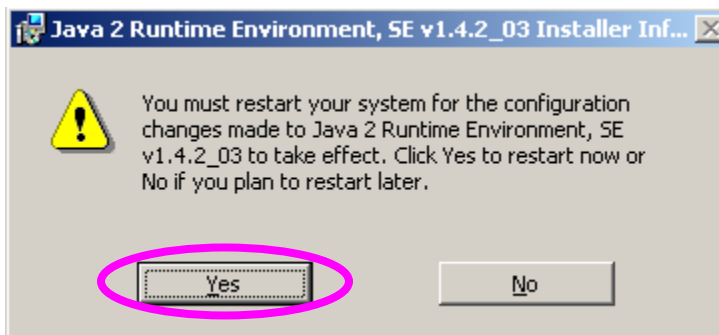 Java 2 Runtime Environment, SE v1.4.2_03 Installer Inf...
You must restart your system for the configuration
changes made to Java 2 Runtime Environment, SE
v1.4.2_03 to take effect. Click Yes to restart now or
No if you plan to restart later.
Yes No